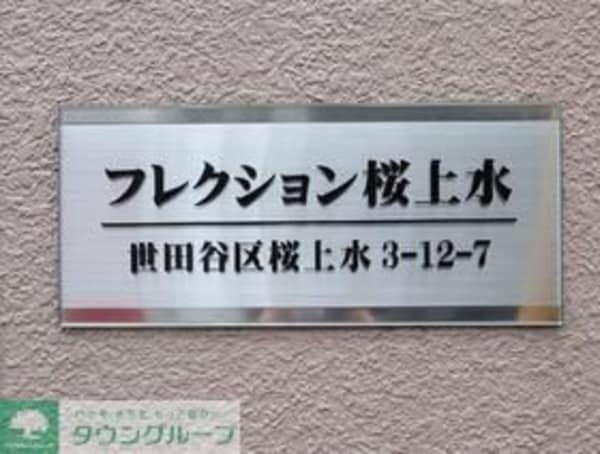 フレクション桜上水
世田谷区桜上水 3-12-7
タウングループ